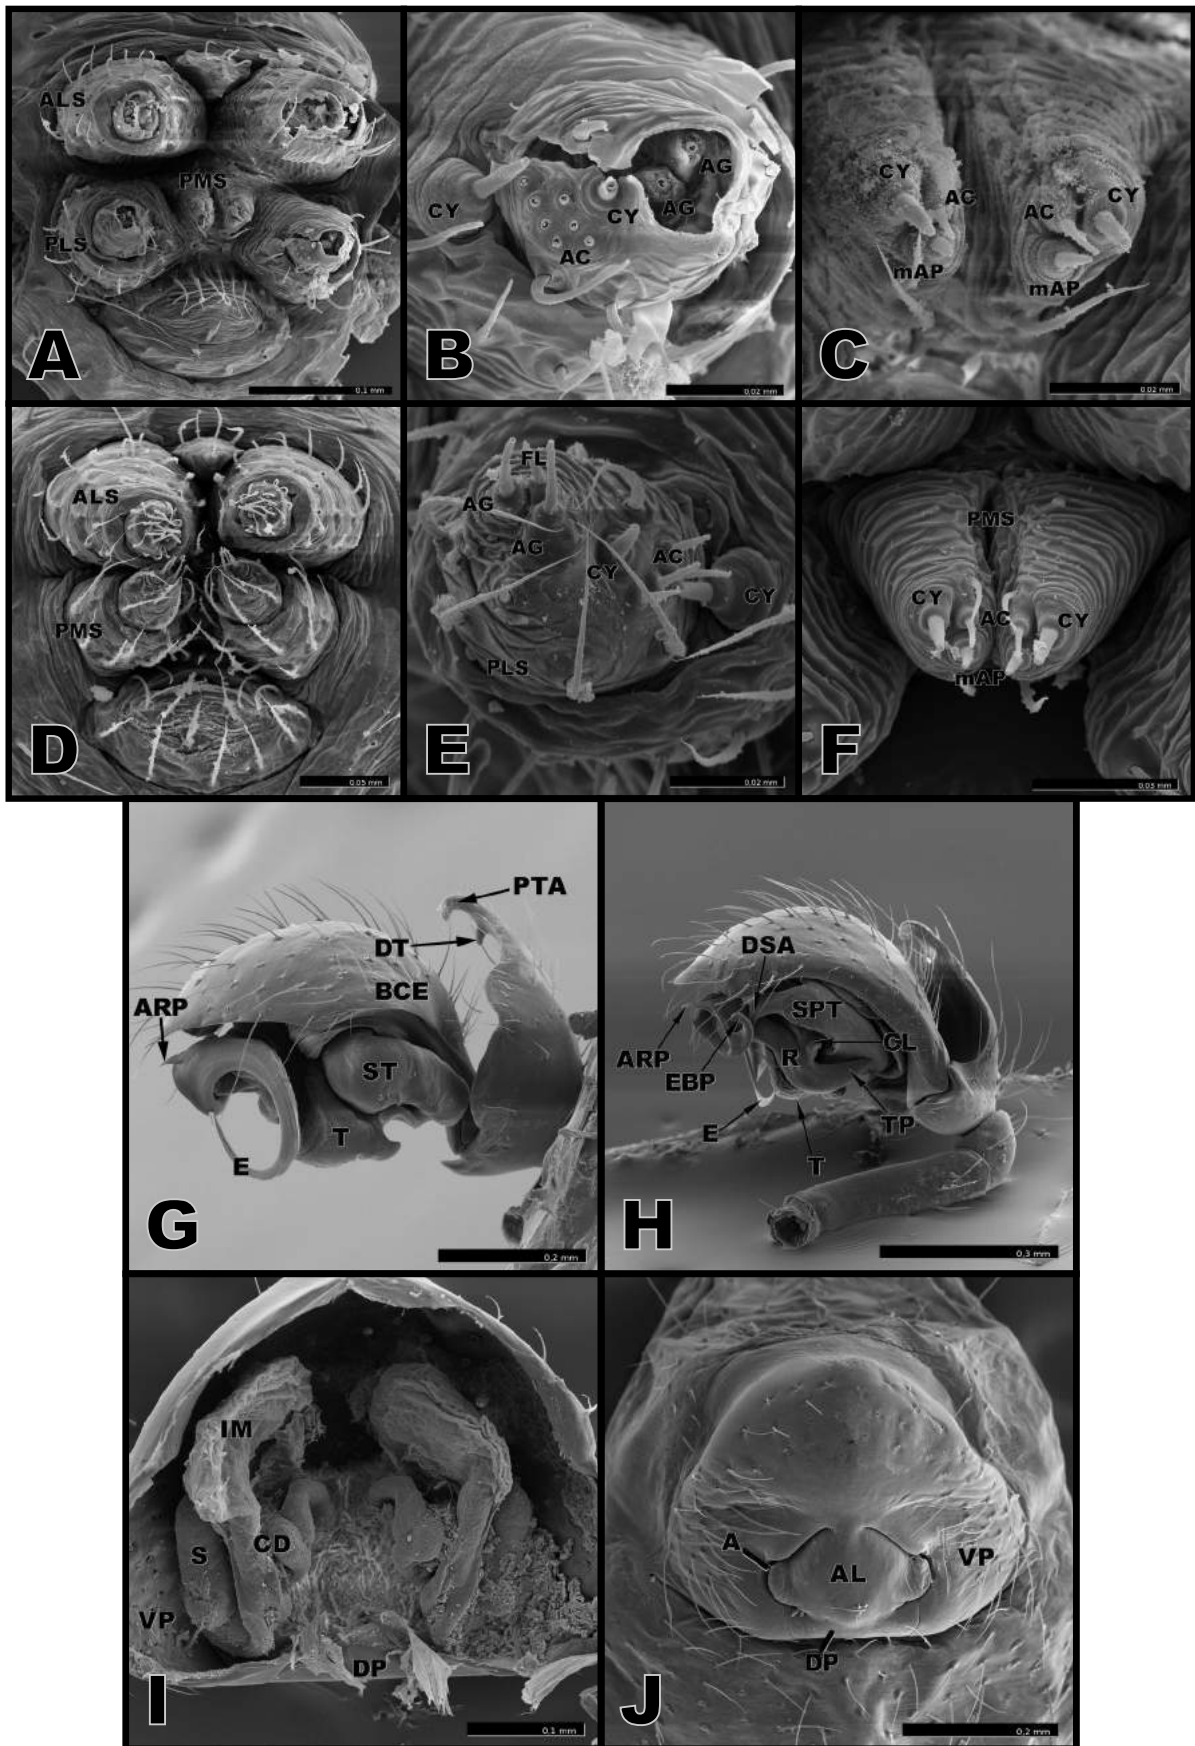 ALS
PMS
PLS
A
0,1 mm
AG
CY
CY
AG
AC
B
0,02 mm
CY
AC
CY
AC
mAP
mAP
C
0,02 mm
ALS
PMS
D
0,05 mm
FL
AG
AG
AC
CY
CY
PLS
E
0,02 mm
PMS
CY
AC
CY
mAP
F
0,03 mm
PTA
DT
BCE
ARP
ST
T
E
G
0,2 mm
DSA
SPT
CL
R
ARP
EBP
TP
E
T
H
0,3 mm
IM
CD
S
VP
DP
I
0,1 mm
A
VP
AL
DP
J
0,2 mm